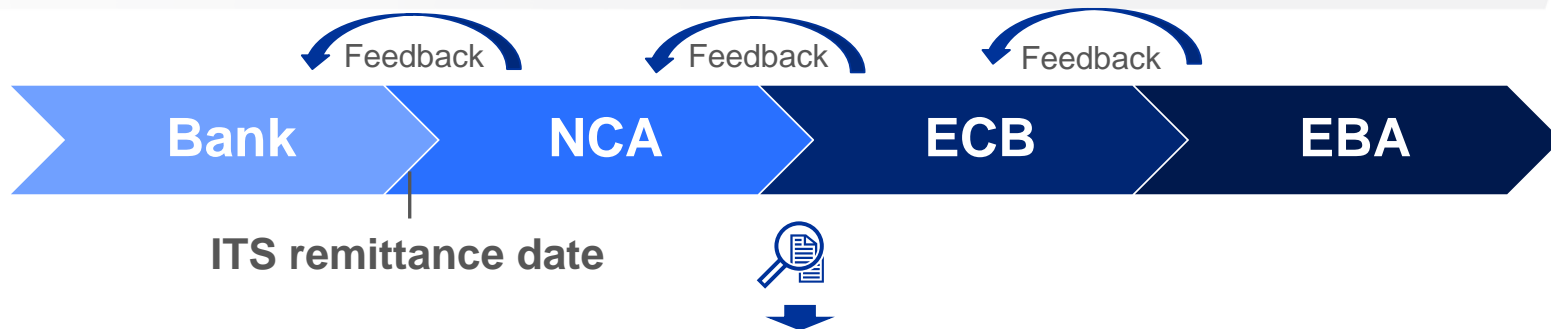 Feedback Feedback Feedback
Bank NCA ECB EBA
ITS remittance date